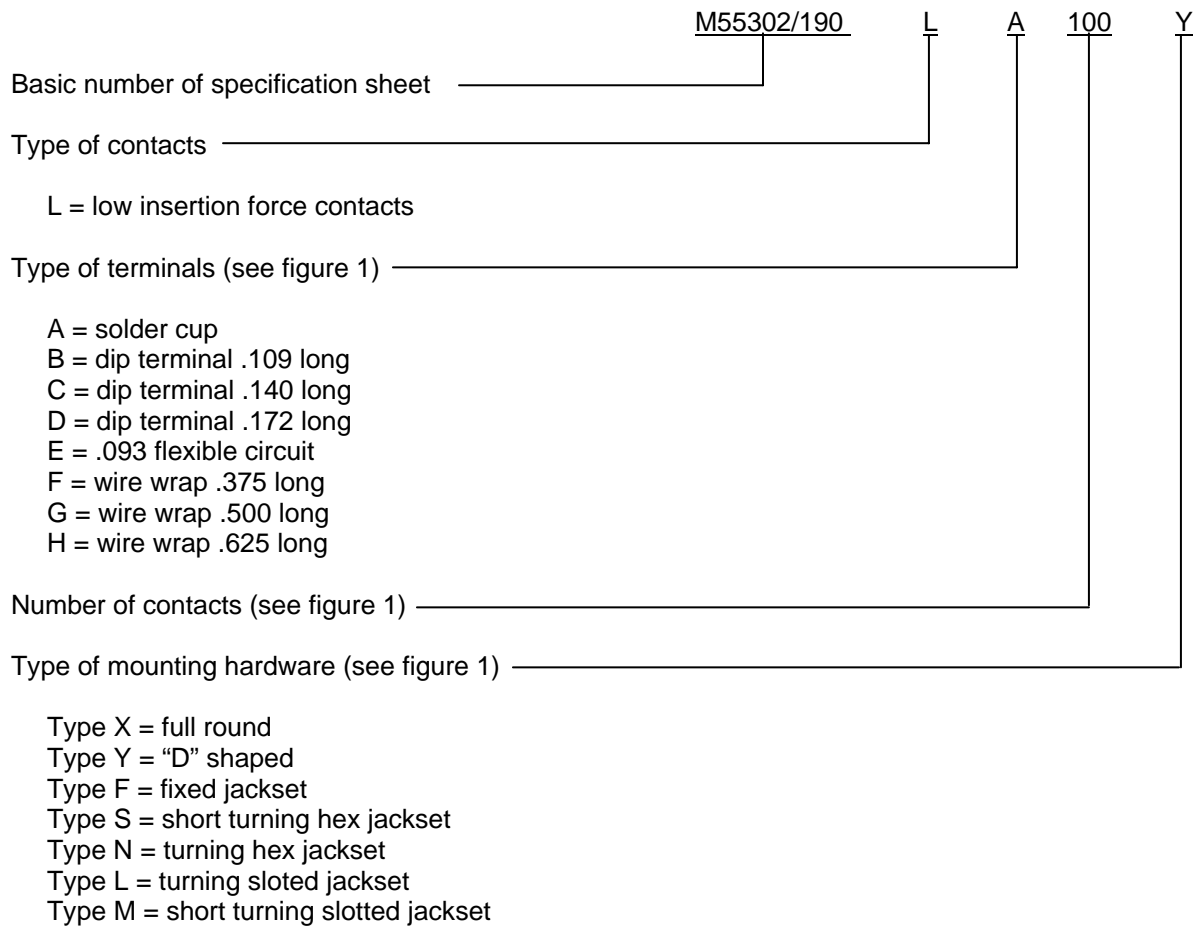 M55302/190 L A 100 Y
Basic number of specification sheet
Type of contacts
L = low insertion force contacts
Type of terminals (see figure 1)
A = solder cup
B = dip terminal .109 long
C = dip terminal .140 long
D = dip terminal .172 long
E = .093 flexible circuit
F = wire wrap .375 long
G = wire wrap .500 long
H = wire wrap .625 long
Number of contacts (see figure 1)
Type of mounting hardware (see figure 1)
Type X = full round
Type Y = “D” shaped
Type F = fixed jackset
Type S = short turning hex jackset
Type N = turning hex jackset
Type L = turning sloted jackset
Type M = short turning slotted jackset